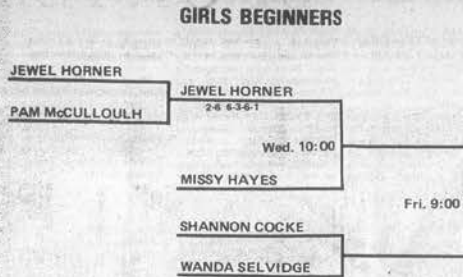 GIRLS BEGINNERS
JEWEL HORNER
PAM McCULLOULH
JEWEL HORNER
2-6 6-3-6-1
Wed. 10:00
MISSY HAYES
Fri. 9:00
SHANNON COCKE
WANDA SELVIDGE